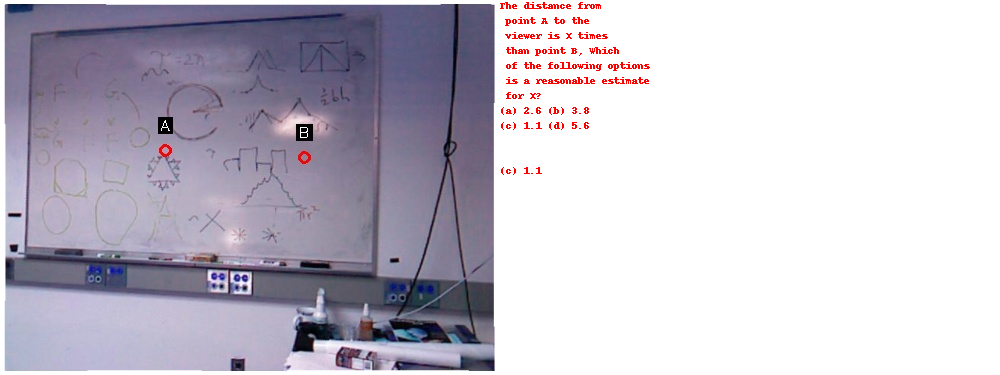 The distance from
point A to the
viewer is X times
than point B, Which
of the following options
is a reasonable estimate
for X?
(a) 2.6 (b) 3.8
(c) 1.1 (d) 5.6
(c) 1.1
A
B